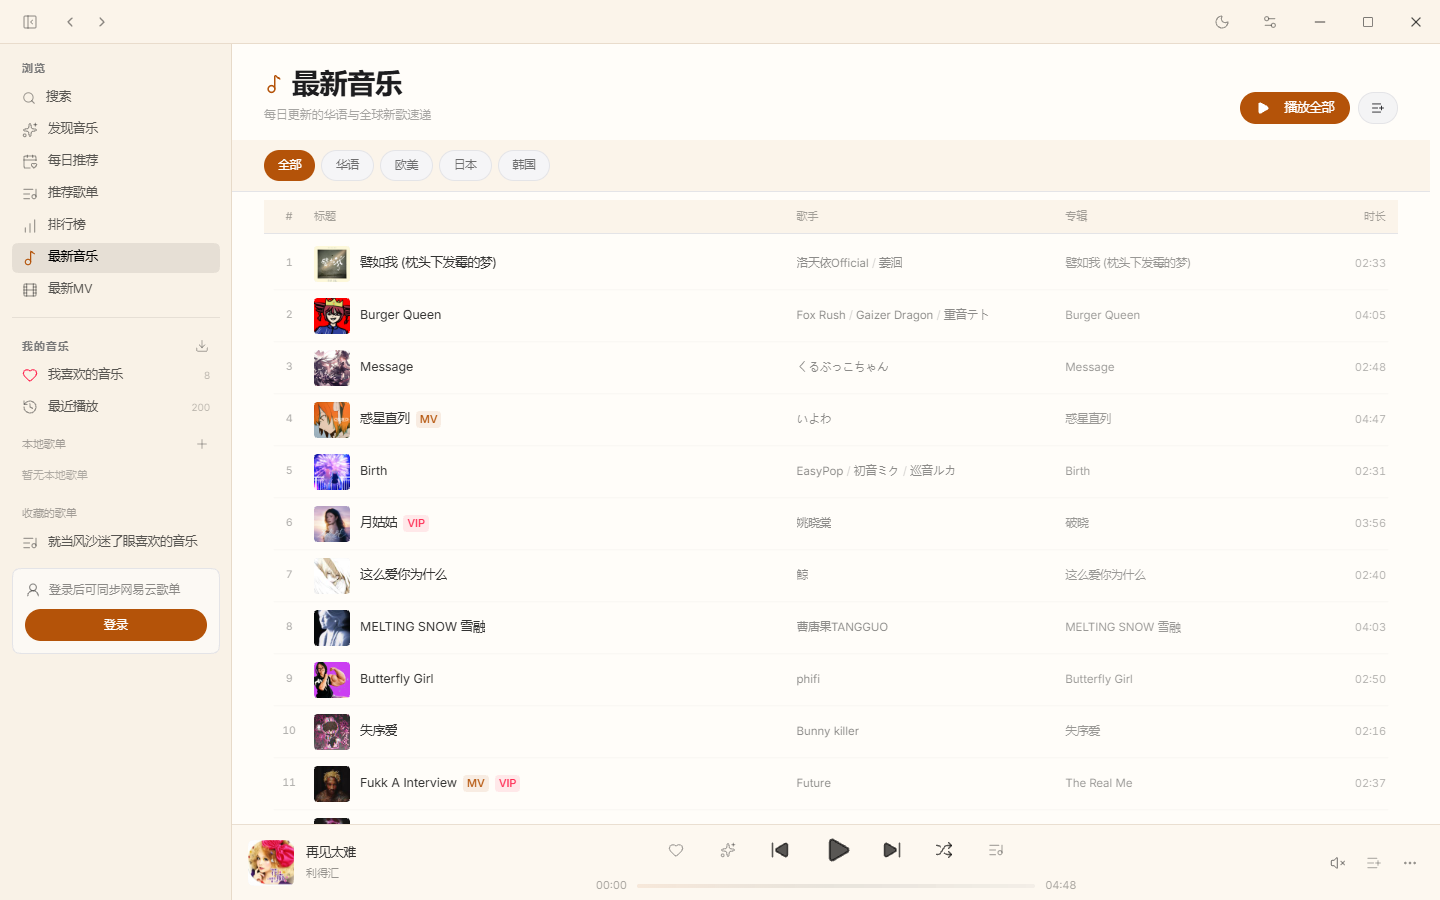 浏览
搜索
发现音乐
每日推荐
推荐歌单
排行榜
最新音乐
最新MV
我的音乐
我喜欢的音乐 8
最近播放 200
本地歌单
暂无本地歌单
收藏的歌单
就当风沙迷了眼喜欢的音乐
登录后可同步网易云歌单
登录
最新音乐
每日更新的华语与全球新歌速递
播放全部
全部 华语 欧美 日本 韩国
# 标题 歌手 专辑 时长
1 譬如我 (枕头下发霉的梦) 洛天依Official / 姜洄 譬如我 (枕头下发霉的梦) 02:33
2 Burger Queen Fox Rush / Gaizer Dragon / 重音テト Burger Queen 04:05
3 Message くるぶっこちゃん Message 02:48
4 惑星直列 MV いよわ 惑星直列 04:47
5 Birth EasyPop / 初音ミク / 巡音ルカ Birth 02:31
6 月姑姑 VIP 姚晓棠 破晓 03:56
7 这么爱你为什么 鲸 这么爱你为什么 02:40
8 MELTING SNOW 雪融 曹唐果TANGGUO MELTING SNOW 雪融 04:03
9 Butterfly Girl phifi Butterfly Girl 02:50
10 失序爱 Bunny killer 失序爱 02:16
11 Fukk A Interview MV VIP Future The Real Me 02:37
再见太难
利得汇
00:00 04:48